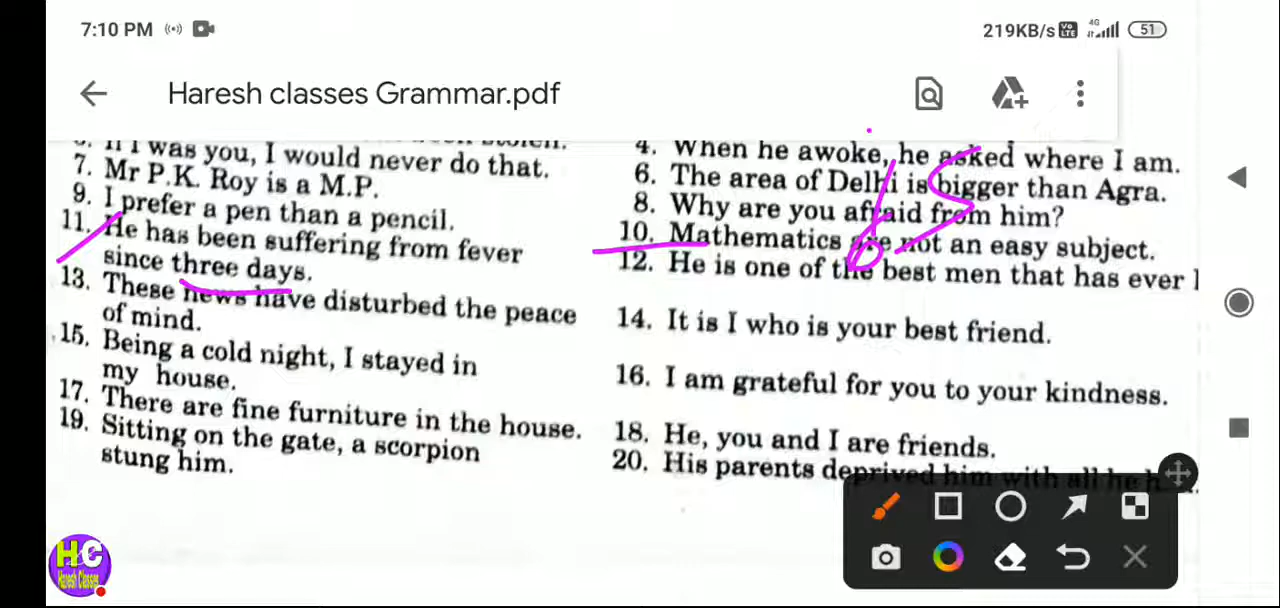 7:10 PM
219KB/s Vo LTE 4G 51
Haresh classes Grammar.pdf
If I was you, I would never do that.
7. Mr P.K. Roy is a M.P.
9. I prefer a pen than a pencil.
11. He has been suffering from fever
since three days.
13. These news have disturbed the peace
of mind.
15. Being a cold night, I stayed in
my house.
17. There are fine furniture in the house.
19. Sitting on the gate, a scorpion
stung him.
4. When he awoke, he asked where I am.
6. The area of Delhi is bigger than Agra.
8. Why are you afraid from him?
10. Mathematics are not an easy subject.
12. He is one of the best men that has ever
14. It is I who is your best friend.
16. I am grateful for you to your kindness.
18. He, you and I are friends.
20. His parents deprived him with all he
HC
Haresh Classes